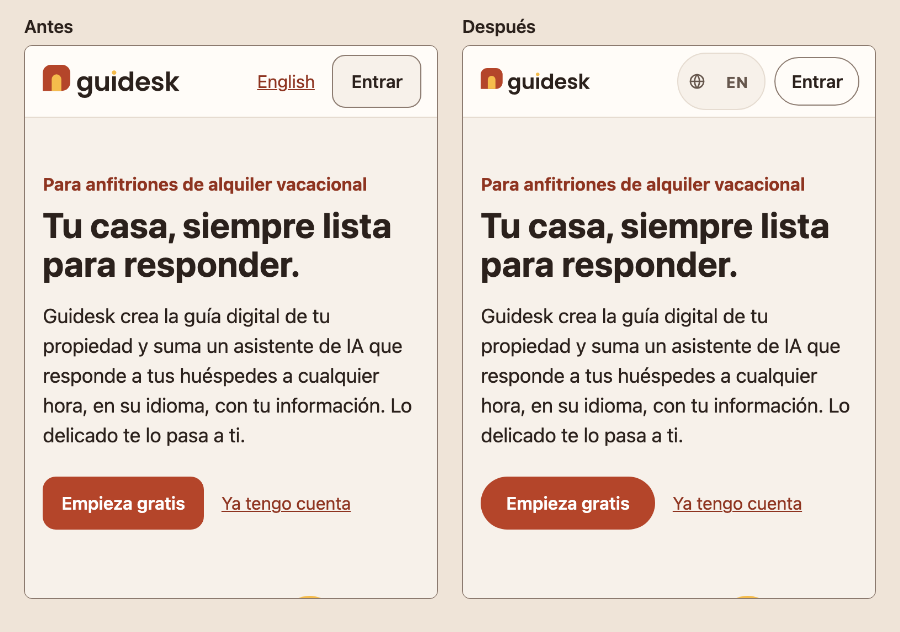 Antes
guidesk English Entrar
Para anfitriones de alquiler vacacional
Tu casa, siempre lista
para responder.
Guidesk crea la guía digital de tu
propiedad y suma un asistente de IA que
responde a tus huéspedes a cualquier
hora, en su idioma, con tu información. Lo
delicado te lo pasa a ti.
Empieza gratis Ya tengo cuenta
Después
guidesk EN Entrar
Para anfitriones de alquiler vacacional
Tu casa, siempre lista
para responder.
Guidesk crea la guía digital de tu
propiedad y suma un asistente de IA que
responde a tus huéspedes a cualquier
hora, en su idioma, con tu información. Lo
delicado te lo pasa a ti.
Empieza gratis Ya tengo cuenta